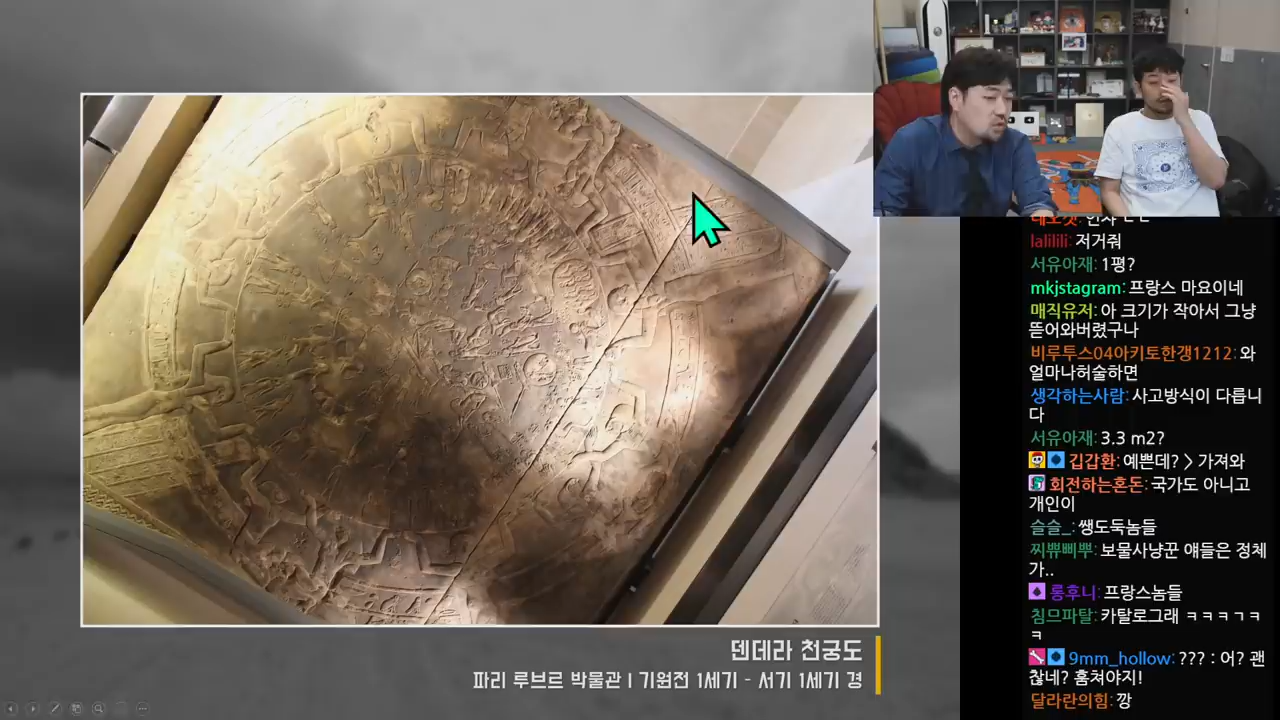 덴데라 천궁도
파리 루브르 박물관 | 기원전 1세기 - 서기 1세기 경
lalilili: 저거줘
서유아재: 1평?
mkjstagram: 프랑스 마요이네
매직유저: 아 크기가 작아서 그냥
뜯어와버렸구나
비루투스04아키토한갱1212: 와
얼마나허술하면
생각하는사람: 사고방식이 다릅니
다
서유아재: 3.3 m2?
김갑환: 예쁜데? > 가져와
회전하는혼돈: 국가도 아니고
개인이
슬슬_: 쌩도둑놈들
찌쀼삐뿌: 보물사냥꾼 얘들은 정체
가..
롱후니: 프랑스놈들
침므파탈: 카탈로그래 ㅋㅋㅋㄱㅋ
ㅋ
9mm_hollow: ??? : 어? 괜
찮네? 훔쳐야지!
달라란의힘: 깡